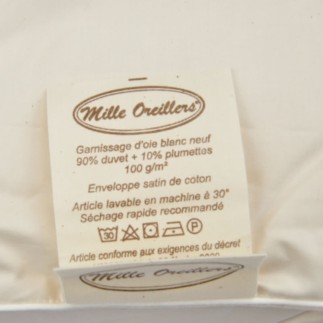 Mille Oreillers
Garnissage d'oie blanc neuf
90% duvet + 10% plumettes
100 g/m²
Enveloppe satin de coton
Article lavable en machine à 30°
Séchage rapide recommandé
30 P
Article conforme aux exigences du décret
Mille Oreillers